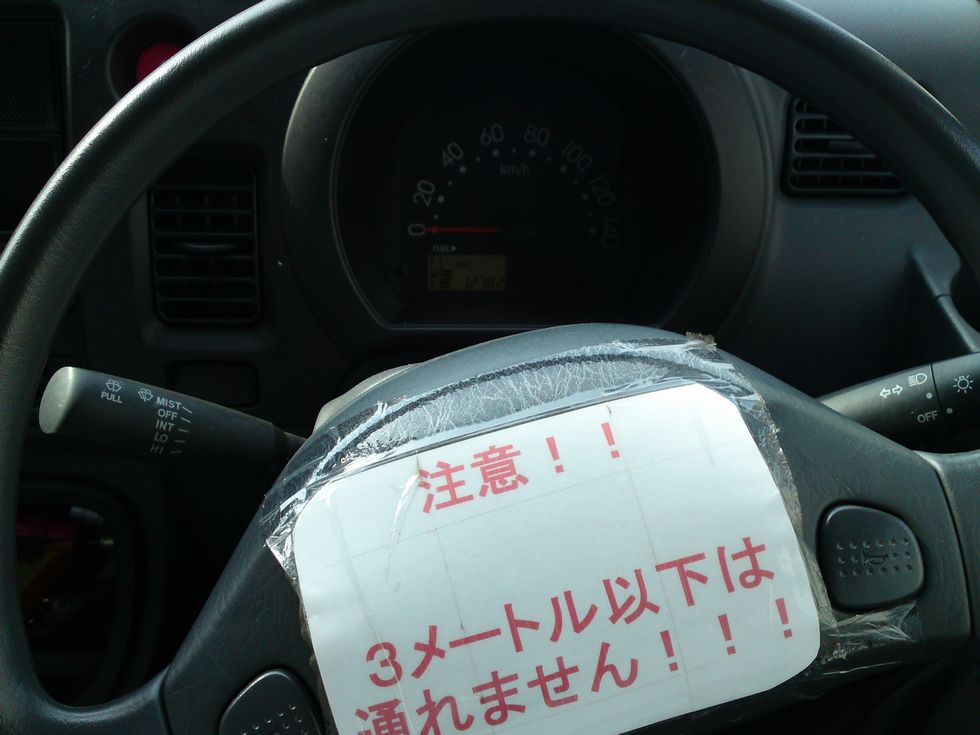 0
20
40
60
80
100
120
140
km/h
FUEL
12782
PULL
MIST
OFF
INT
LO
HI
OFF
注意！！
3メートル以下は
通れません！！！